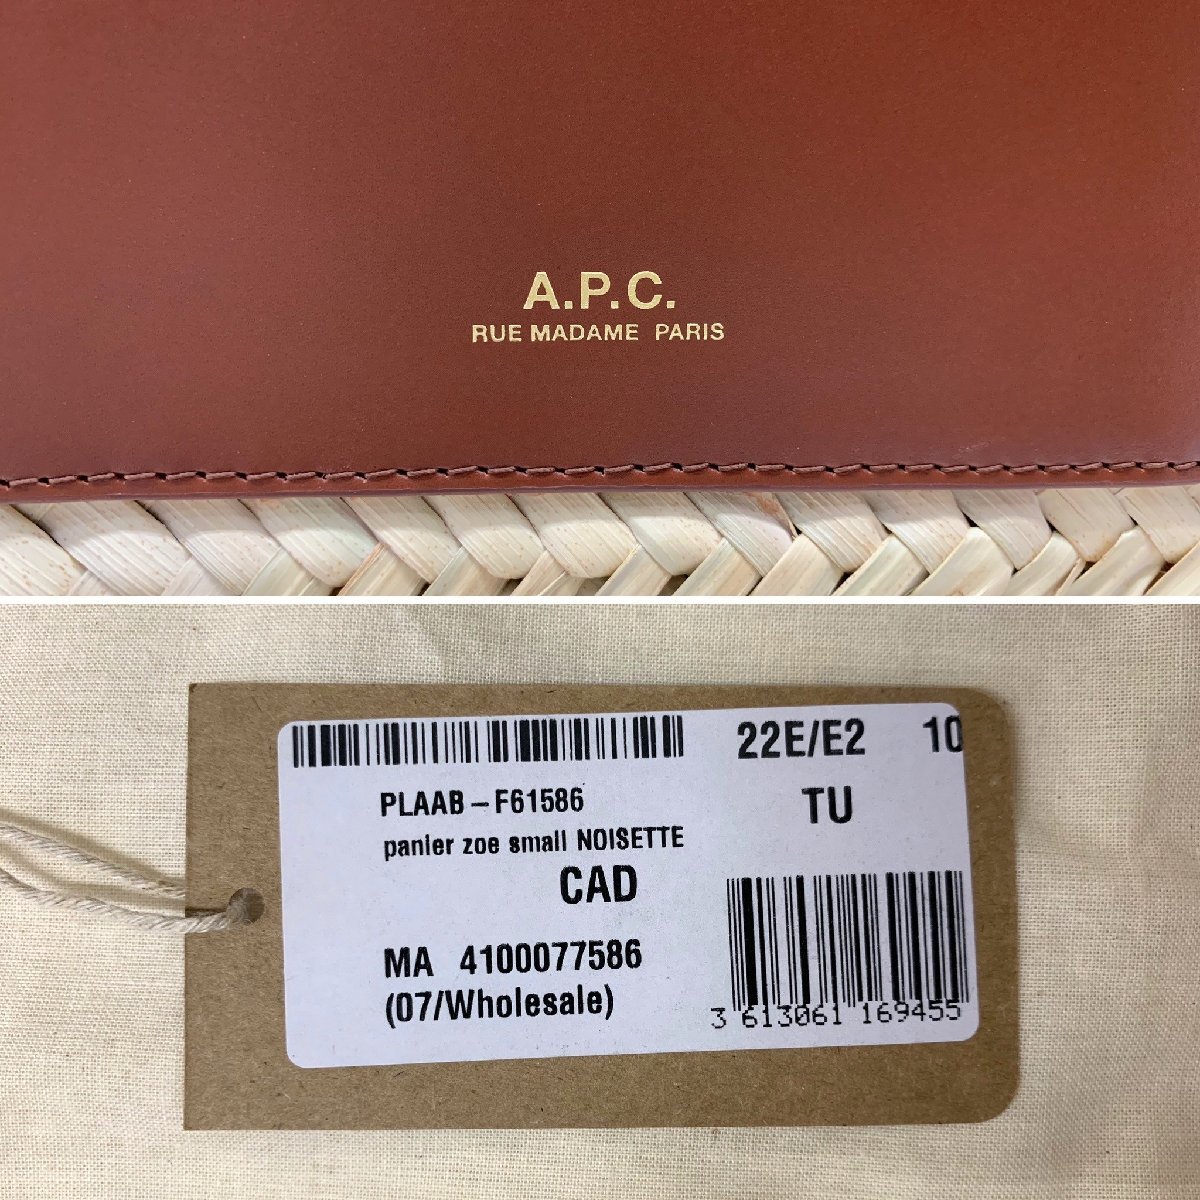 A.P.C.
RUE MADAME PARIS
22E/E2 10
PLAAB-F61586
TU
panier zoe small NOISETTE
CAD
MA 4100077586
(07/Wholesale)
3 613061 169455